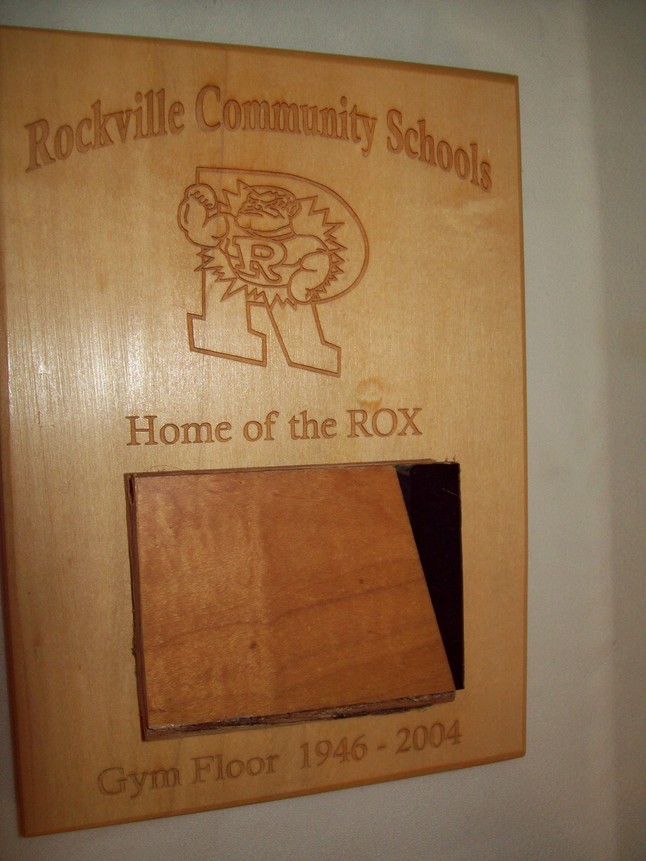 Rockville Community Schools
R
R
Home of the ROX
Gym Floor 1946 - 2004